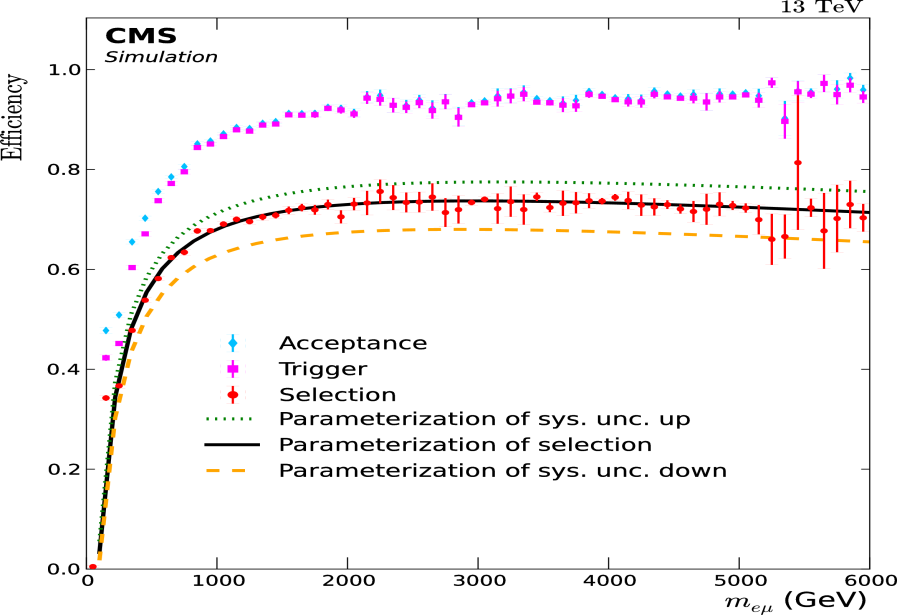 13 TeV
CMS
Simulation
Efficiency
1.0
0.8
0.6
0.4
0.2
0.0
Acceptance
Trigger
Selection
Parameterization of sys. unc. up
Parameterization of selection
Parameterization of sys. unc. down
0 1000 2000 3000 4000 5000 6000
m_{eμ} (GeV)